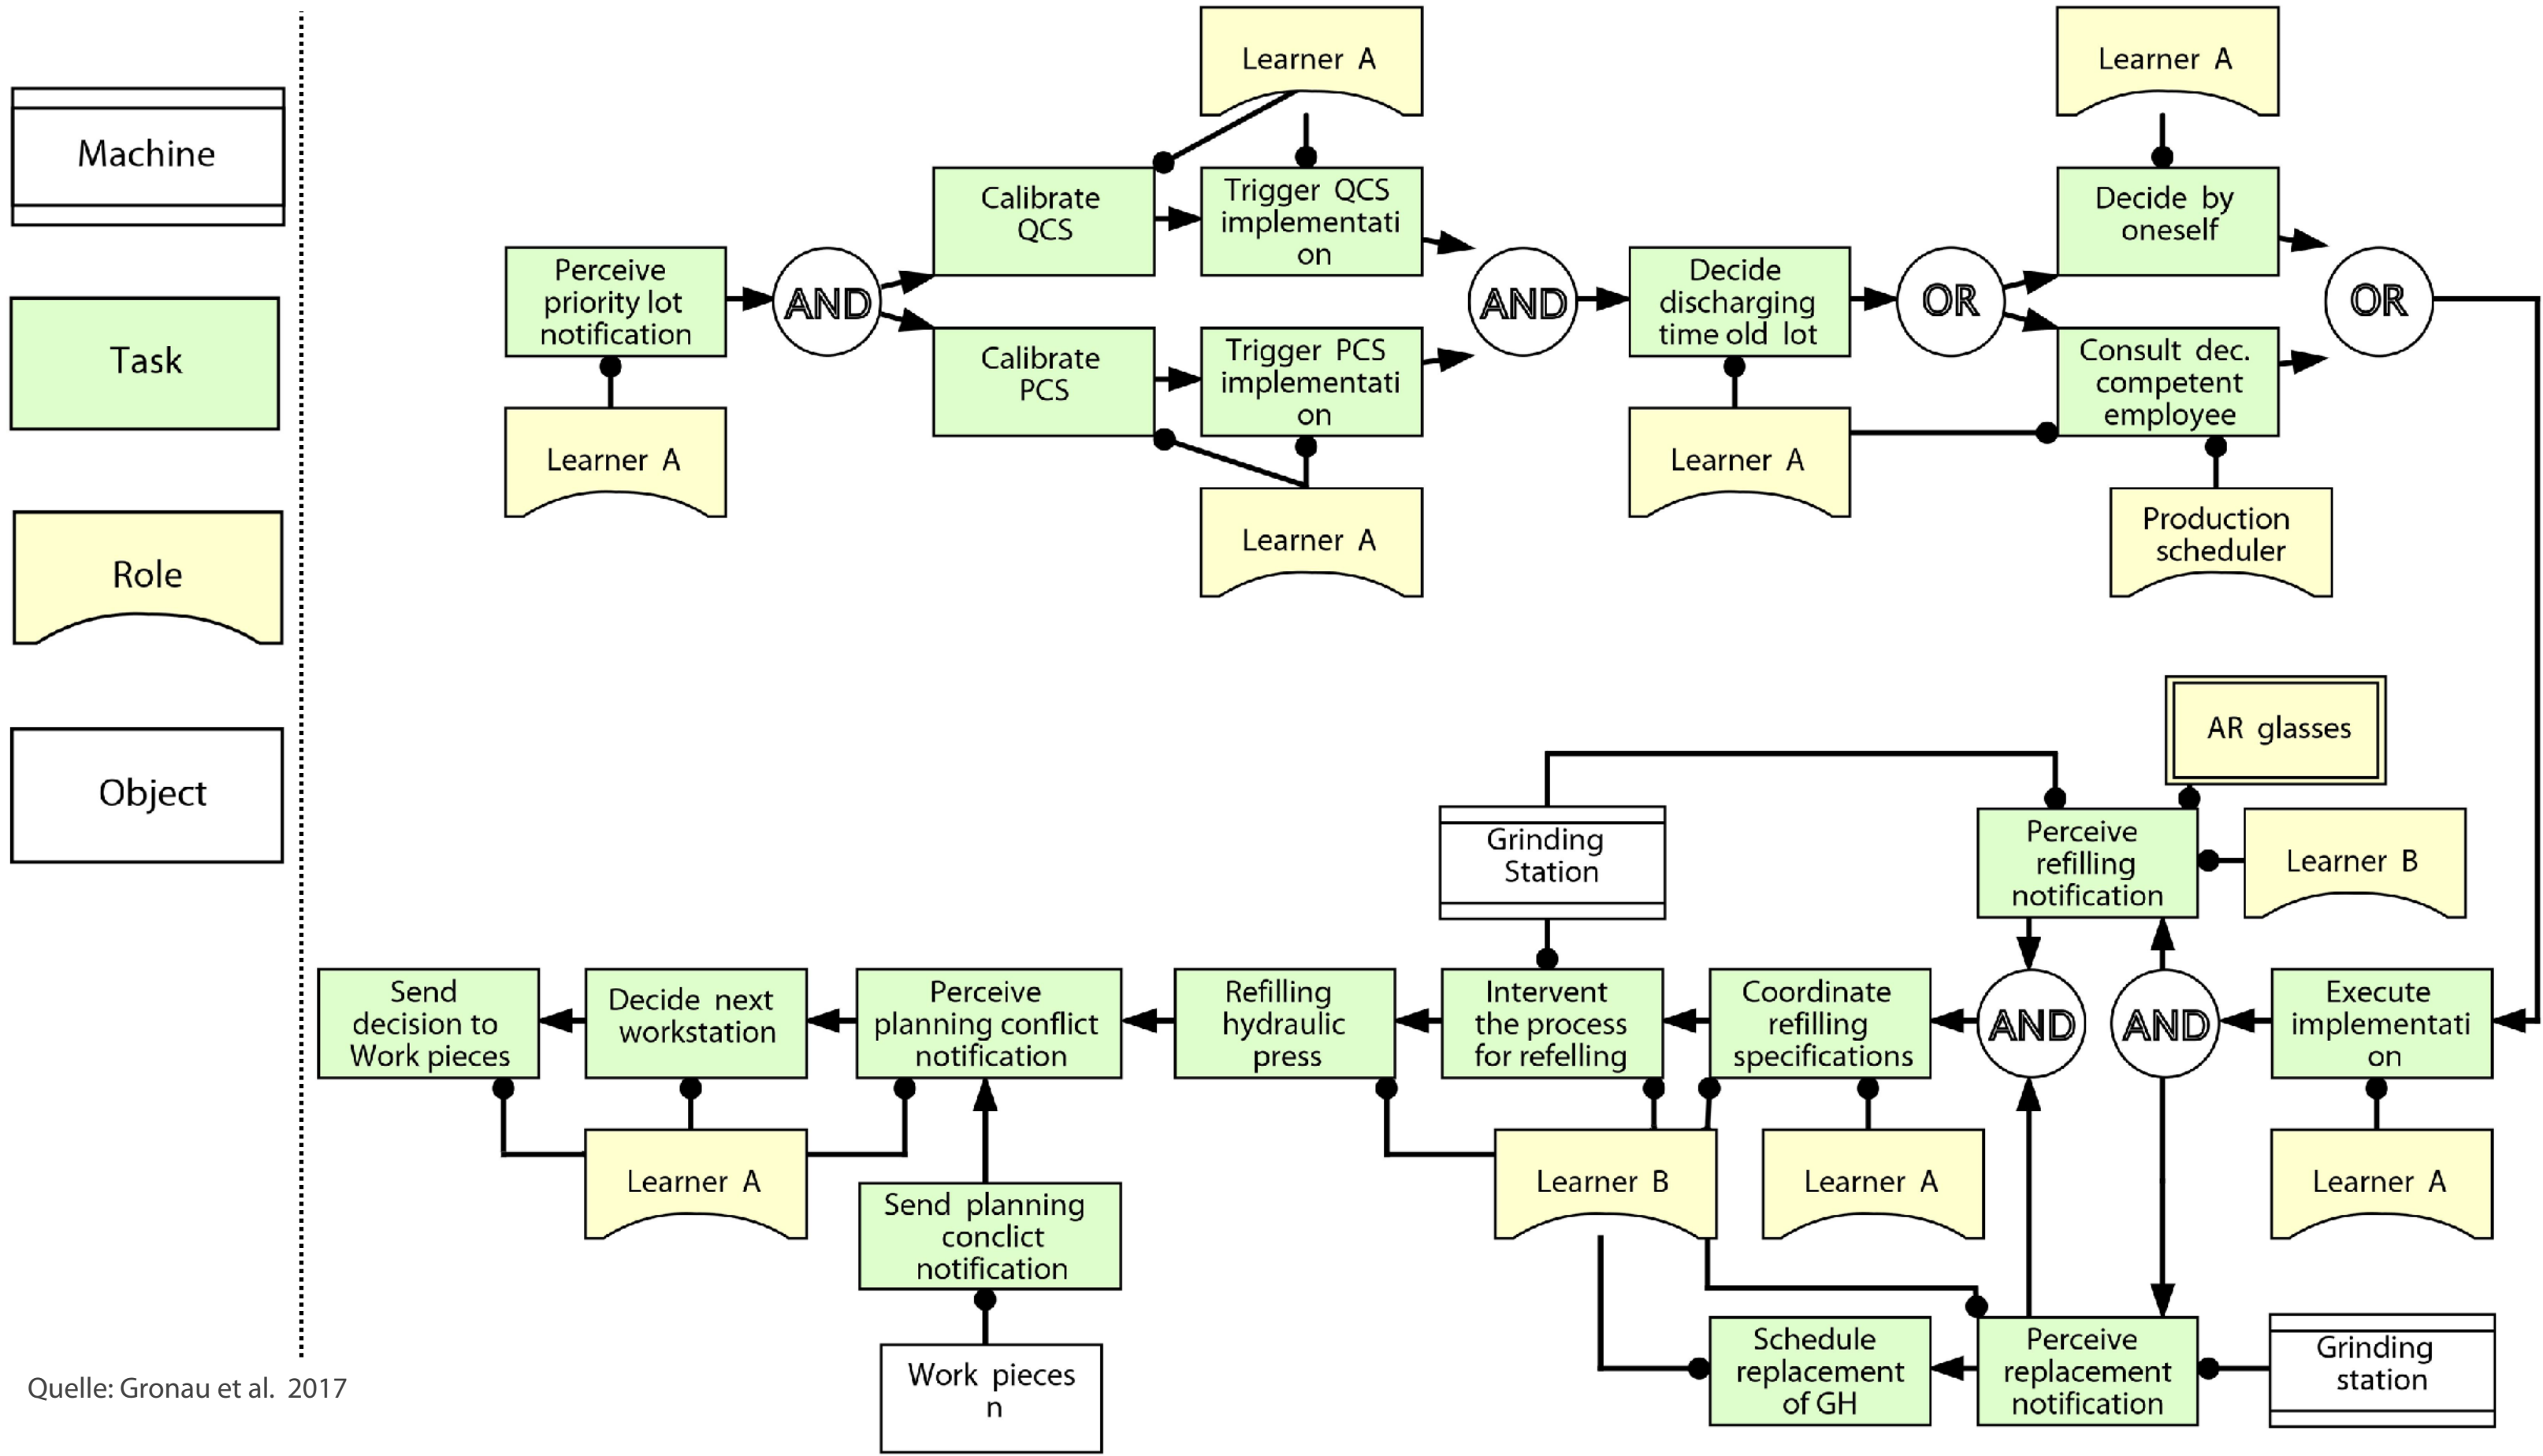 Machine
Task
Role
Object
Quelle: Gronau et al. 2017
Learner A
Learner A
Calibrate
QCS
Trigger QCS
implementati
on
Decide by
oneself
Perceive
priority lot
notification
AND
AND
Decide
discharging
time old lot
OR
OR
Calibrate
PCS
Trigger PCS
implementati
on
Consult dec.
competent
employee
Learner A
Learner A
Learner A
Production
scheduler
AR glasses
Grinding
Station
Perceive
refilling
notification
Learner B
Send
decision to
Work pieces
Decide next
workstation
Perceive
planning conflict
notification
Refilling
hydraulic
press
Intervent
the process
for refelling
Coordinate
refilling
specifications
AND
AND
Execute
implementati
on
Learner A
Send planning
conclict
notification
Learner B
Learner A
Learner A
Work pieces
n
Schedule
replacement
of GH
Perceive
replacement
notification
Grinding
station